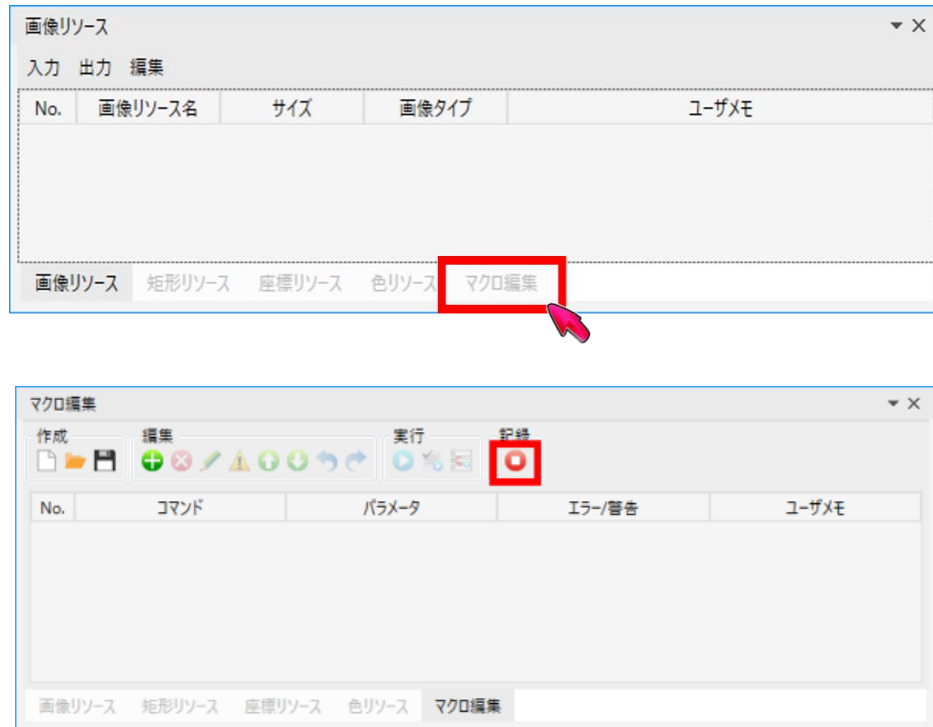 画像リソース
入力 出力 編集
No. 画像リソース名 サイズ 画像タイプ ユーザメモ
画像リソース 矩形リソース 座標リソース 色リソース マクロ編集
マクロ編集
作成 編集 実行 記録
No. コマンド パラメータ エラー/警告 ユーザメモ
画像リソース 矩形リソース 座標リソース 色リソース マクロ編集